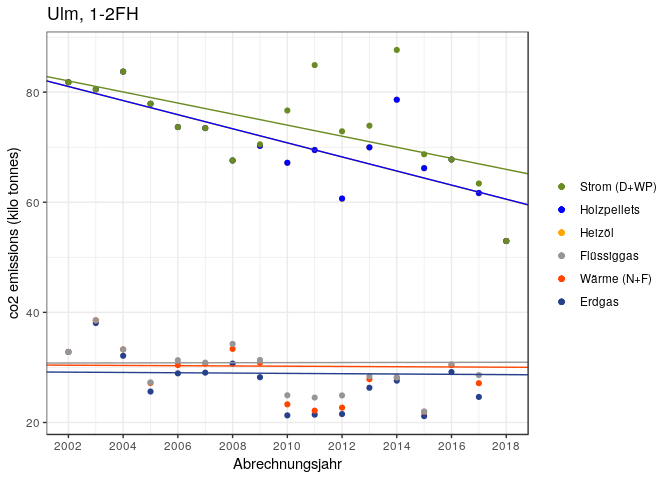 Ulm, 1-2FH
co2 emissions (kilo tonnes)
80
60
40
20
2002 2004 2006 2008 2010 2012 2014 2016 2018
Abrechnungsjahr
Strom (D+WP)
Holzpellets
Heizöl
Flüssiggas
Wärme (N+F)
Erdgas